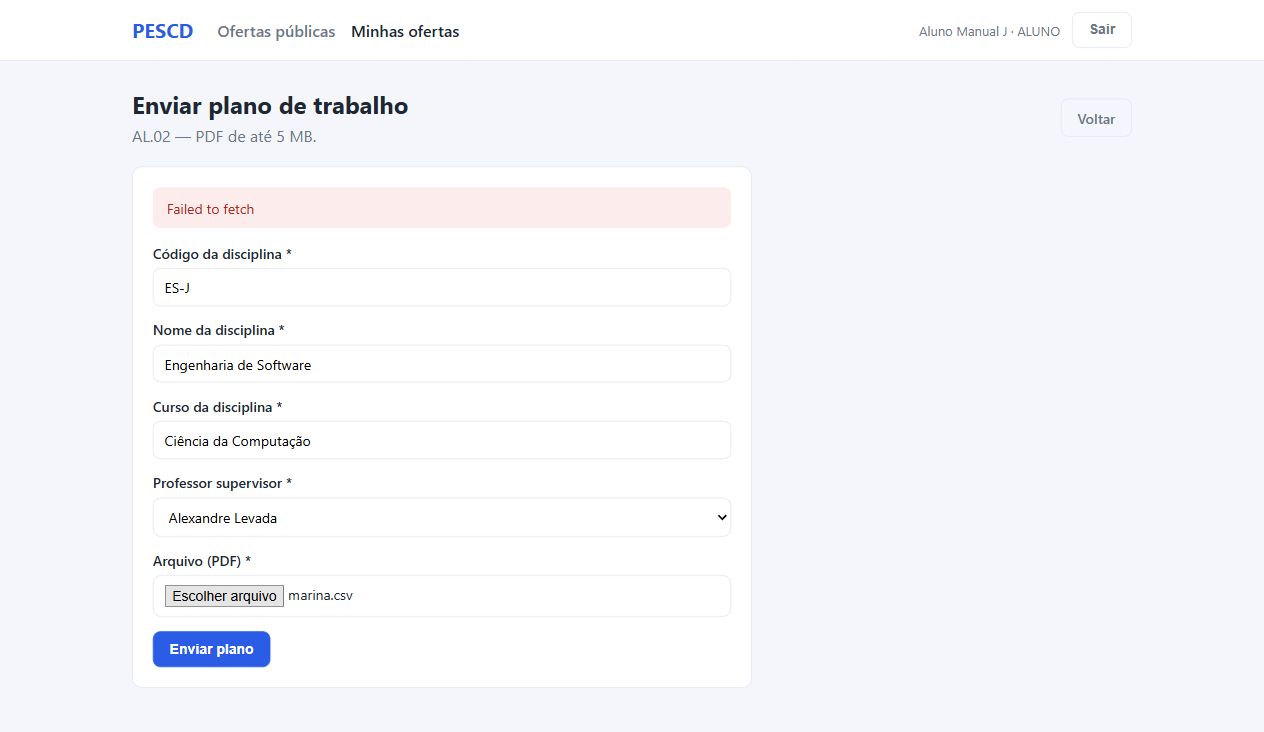 PESCD Ofertas públicas Minhas ofertas Aluno Manual J · ALUNO Sair
Enviar plano de trabalho
Voltar
AL.02 — PDF de até 5 MB.
Failed to fetch
Código da disciplina *
ES-J
Nome da disciplina *
Engenharia de Software
Curso da disciplina *
Ciência da Computação
Professor supervisor *
Alexandre Levada
Arquivo (PDF) *
Escolher arquivo marina.csv
Enviar plano